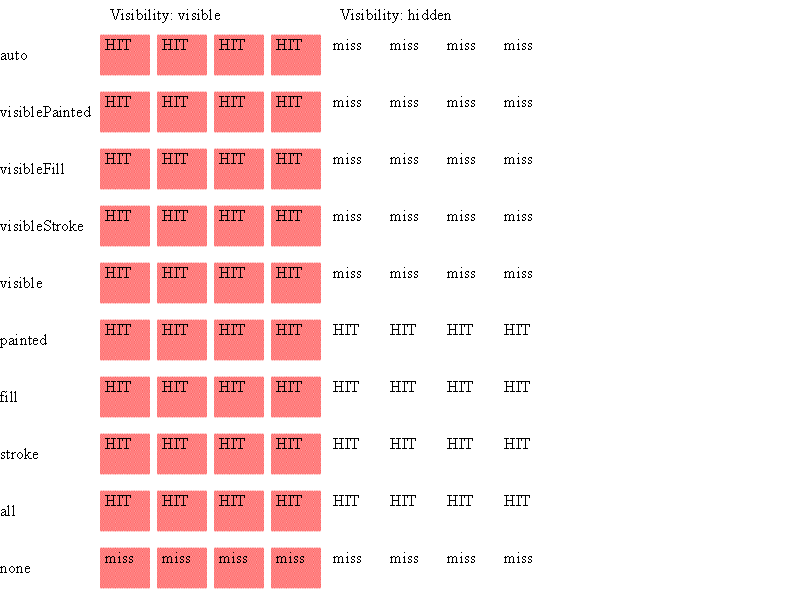 Visibility: visible Visibility: hidden
auto HIT HIT HIT HIT miss miss miss miss
visiblePainted HIT HIT HIT HIT miss miss miss miss
visibleFill HIT HIT HIT HIT miss miss miss miss
visibleStroke HIT HIT HIT HIT miss miss miss miss
visible HIT HIT HIT HIT miss miss miss miss
painted HIT HIT HIT HIT HIT HIT HIT HIT
fill HIT HIT HIT HIT HIT HIT HIT HIT
stroke HIT HIT HIT HIT HIT HIT HIT HIT
all HIT HIT HIT HIT HIT HIT HIT HIT
none miss miss miss miss miss miss miss miss